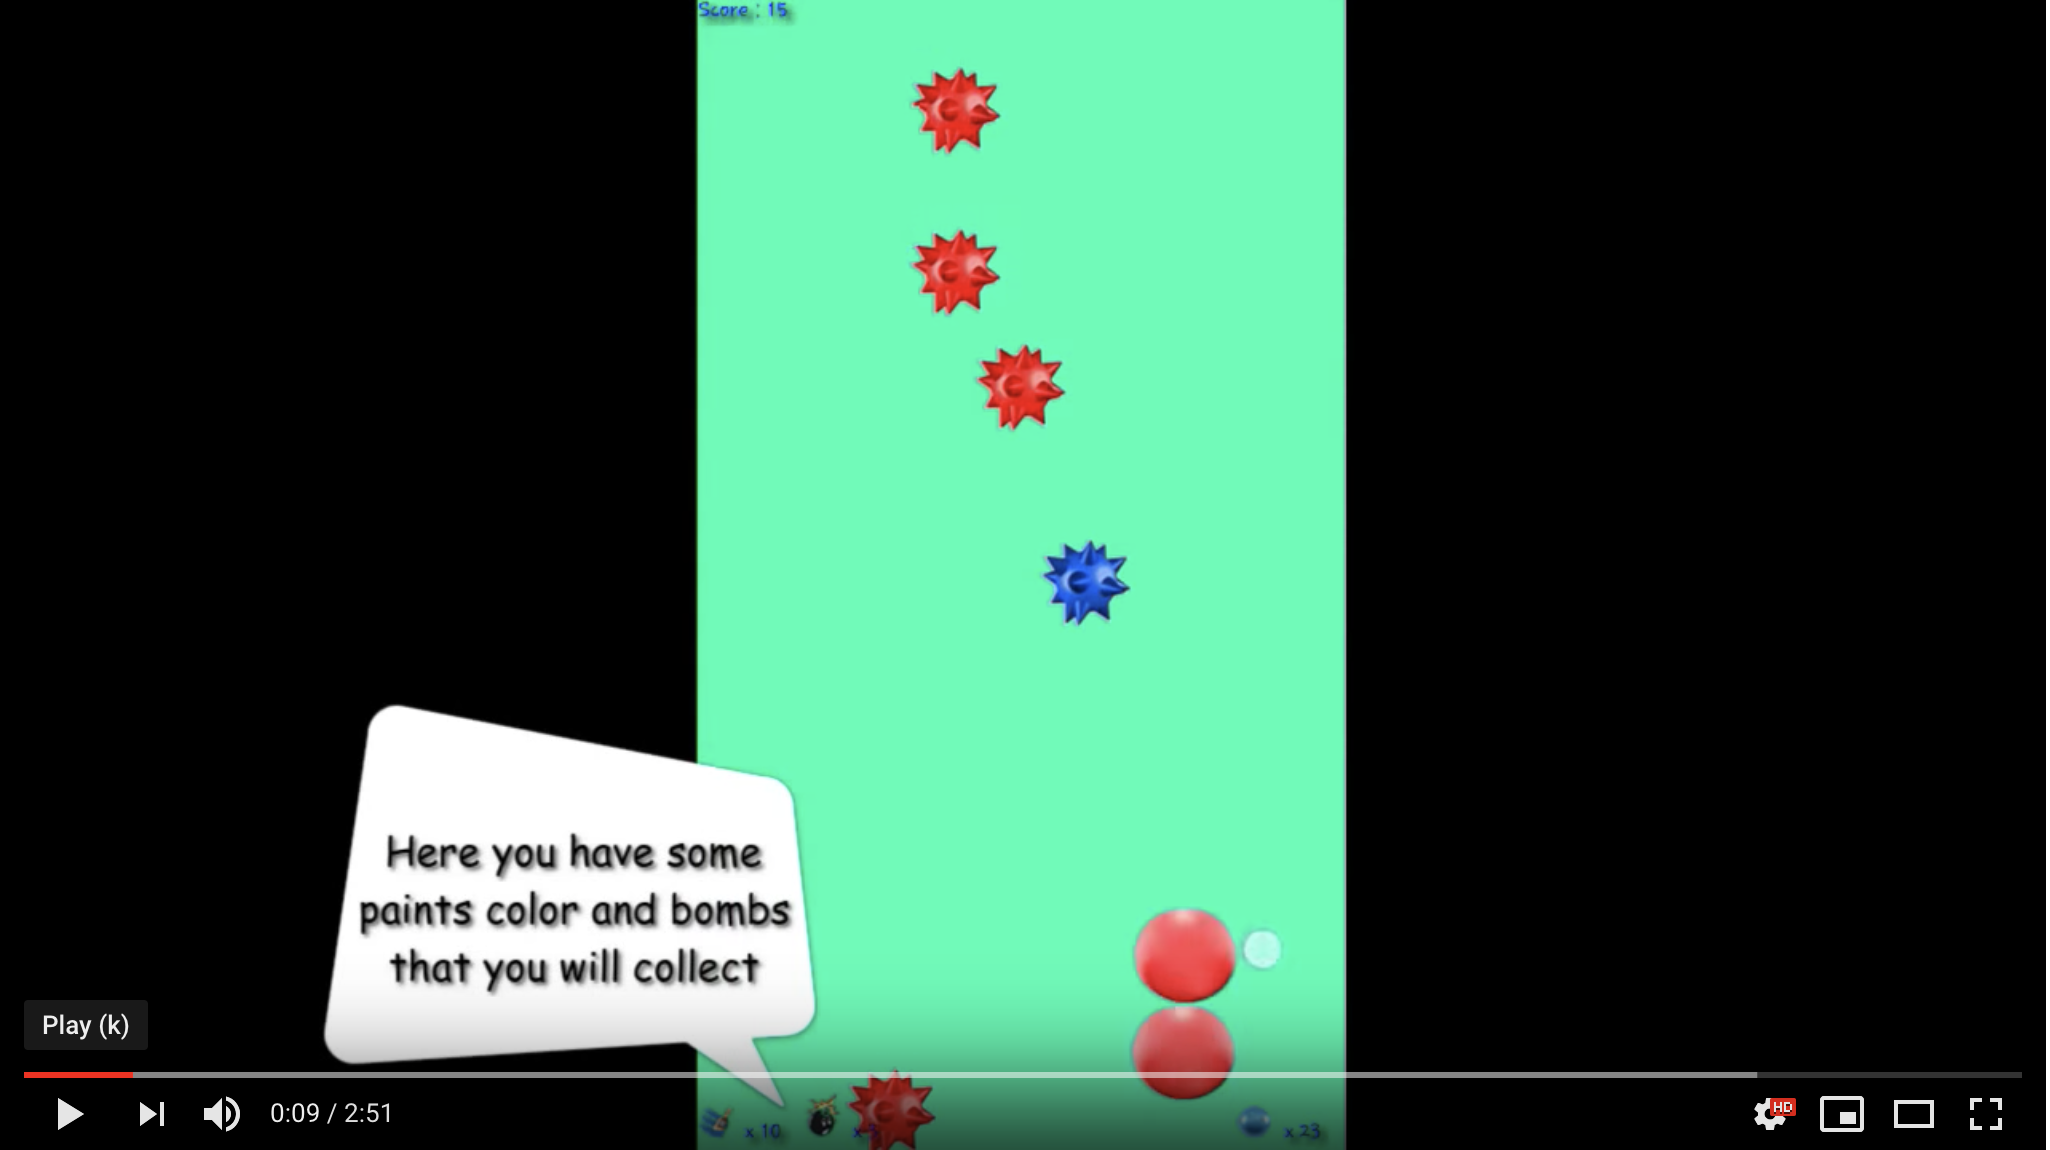 Score : 15
Here you have some
paints color and bombs
that you will collect
Play (k)
0:09 / 2:51
HD
x 10
x 23